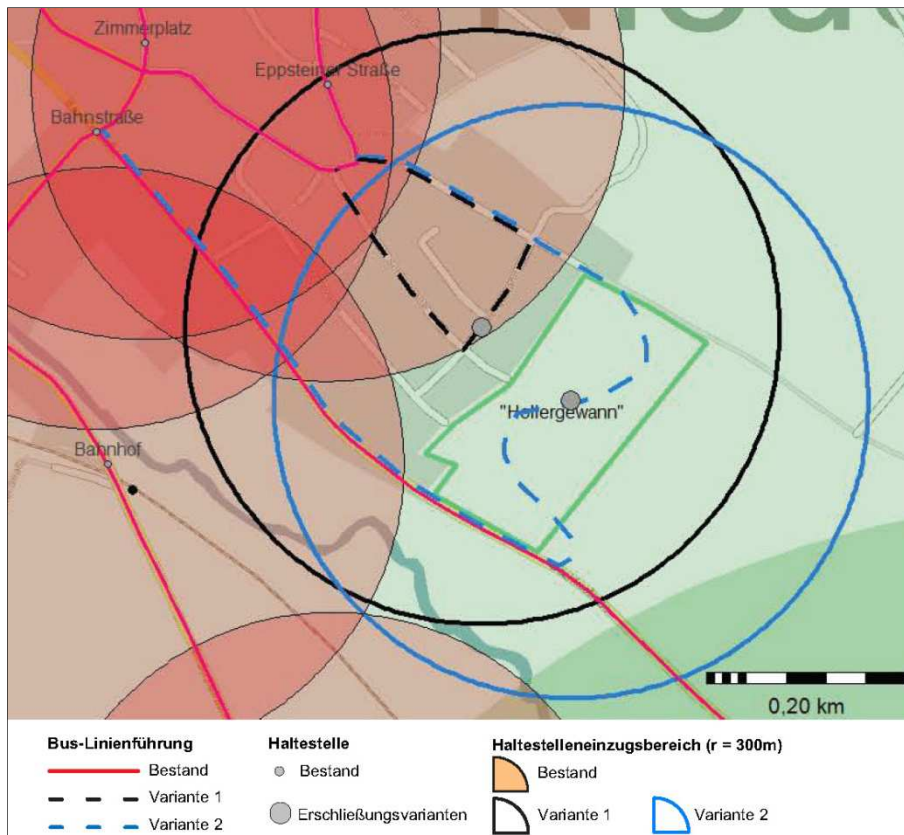 Niede
Zimmerplatz
Eppsteiner Straße
Bahnstraße
"Hollergewann"
Bahnhof
0,20 km
Bus-Linienführung
Bestand
Variante 1
Variante 2
Haltestelle
Bestand
Erschließungsvarianten
Haltestelleneinzugsbereich (r = 300m)
Bestand
Variante 1
Variante 2